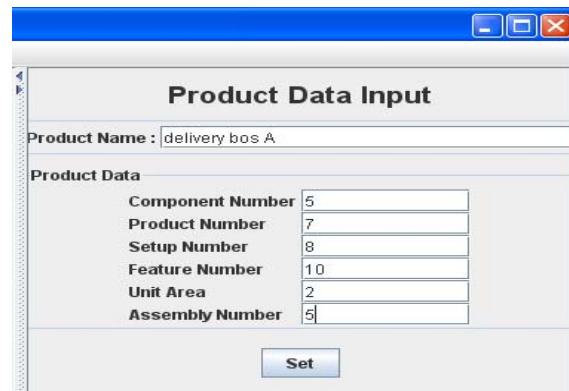 Product Data Input
Product Name : delivery bos A
Product Data
Component Number 5
Product Number 7
Setup Number 8
Feature Number 10
Unit Area 2
Assembly Number 5
Set